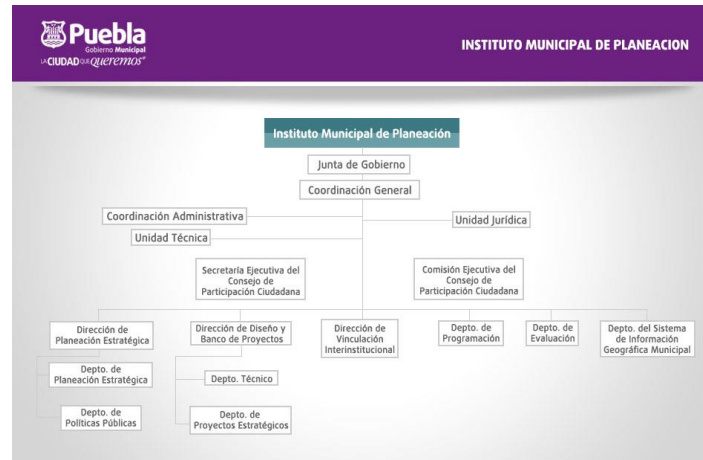 Puebla
Gobierno Municipal
LA CIUDAD QUE queremos
INSTITUTO MUNICIPAL DE PLANEACION
Instituto Municipal de Planeación
Junta de Gobierno
Coordinación General
Coordinación Administrativa
Unidad Jurídica
Unidad Técnica
Secretaría Ejecutiva del
Consejo de
Participación Ciudadana
Comisión Ejecutiva del
Consejo de
Participación Ciudadana
Dirección de
Planeación Estratégica
Dirección de Diseño y
Banco de Proyectos
Dirección de
Vinculación
Interinstitucional
Depto. de
Programación
Depto. de
Evaluación
Depto. del Sistema
de Información
Geográfica Municipal
Depto. de
Planeación Estratégica
Depto. Técnico
Depto. de
Políticas Públicas
Depto. de
Proyectos Estratégicos